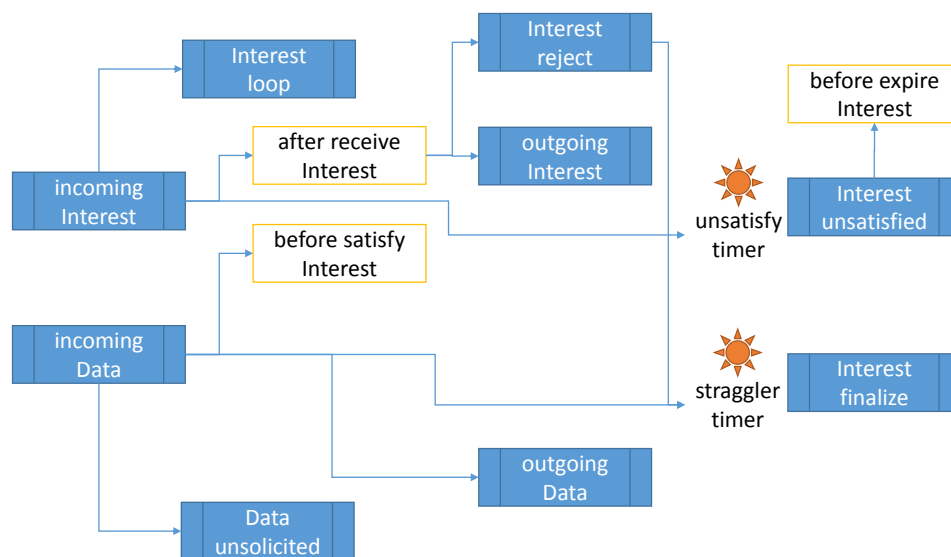 Interest
loop
Interest
reject
before expire
Interest
after receive
Interest
outgoing
Interest
incoming
Interest
unsatisfy
timer
Interest
unsatisfied
before satisfy
Interest
incoming
Data
straggler
timer
Interest
finalize
outgoing
Data
Data
unsolicited